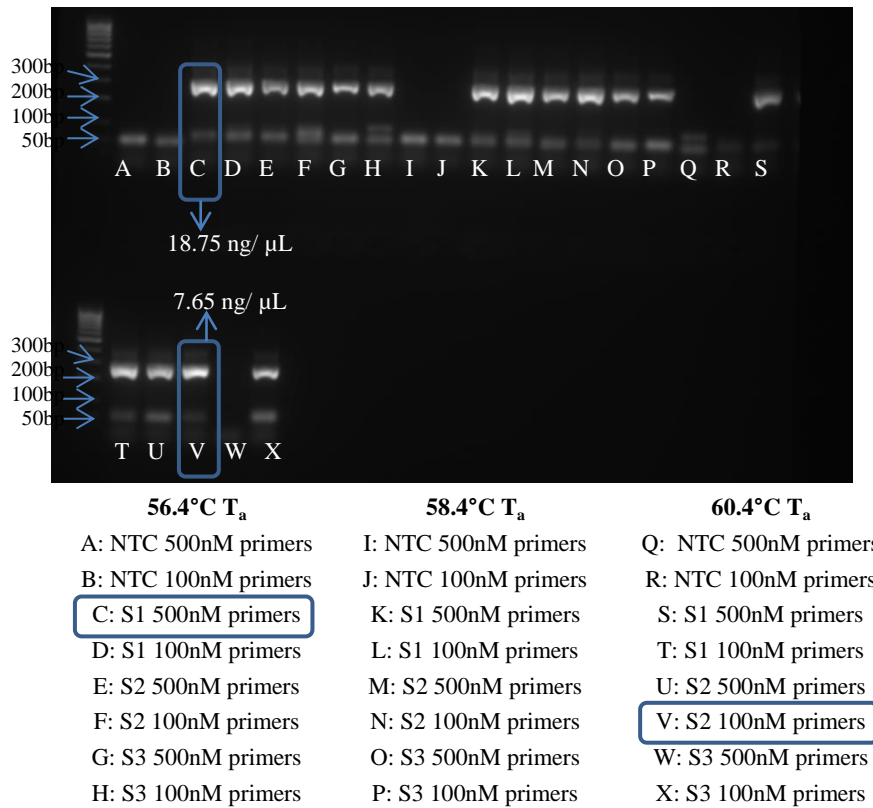 300bp
200bp
100bp
50bp
A B C D E F G H I J K L M N O P Q R S
18.75 ng/ µL
7.65 ng/ µL
300bp
200bp
100bp
50bp
T U V W X
56.4°C Ta 58.4°C Ta 60.4°C Ta
A: NTC 500nM primers I: NTC 500nM primers Q: NTC 500nM primers
B: NTC 100nM primers J: NTC 100nM primers R: NTC 100nM primers
C: S1 500nM primers K: S1 500nM primers S: S1 500nM primers
D: S1 100nM primers L: S1 100nM primers T: S1 100nM primers
E: S2 500nM primers M: S2 500nM primers U: S2 500nM primers
F: S2 100nM primers N: S2 100nM primers V: S2 100nM primers
G: S3 500nM primers O: S3 500nM primers W: S3 500nM primers
H: S3 100nM primers P: S3 100nM primers X: S3 100nM primers